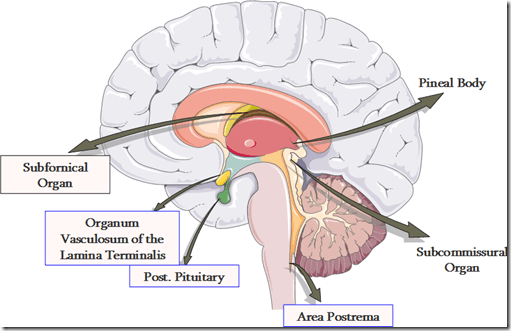 Pineal Body
Subfornical
Organ
Organum
Vasculosum of the
Lamina Terminalis
Subcommissural
Organ
Post. Pituitary
Area Postrema